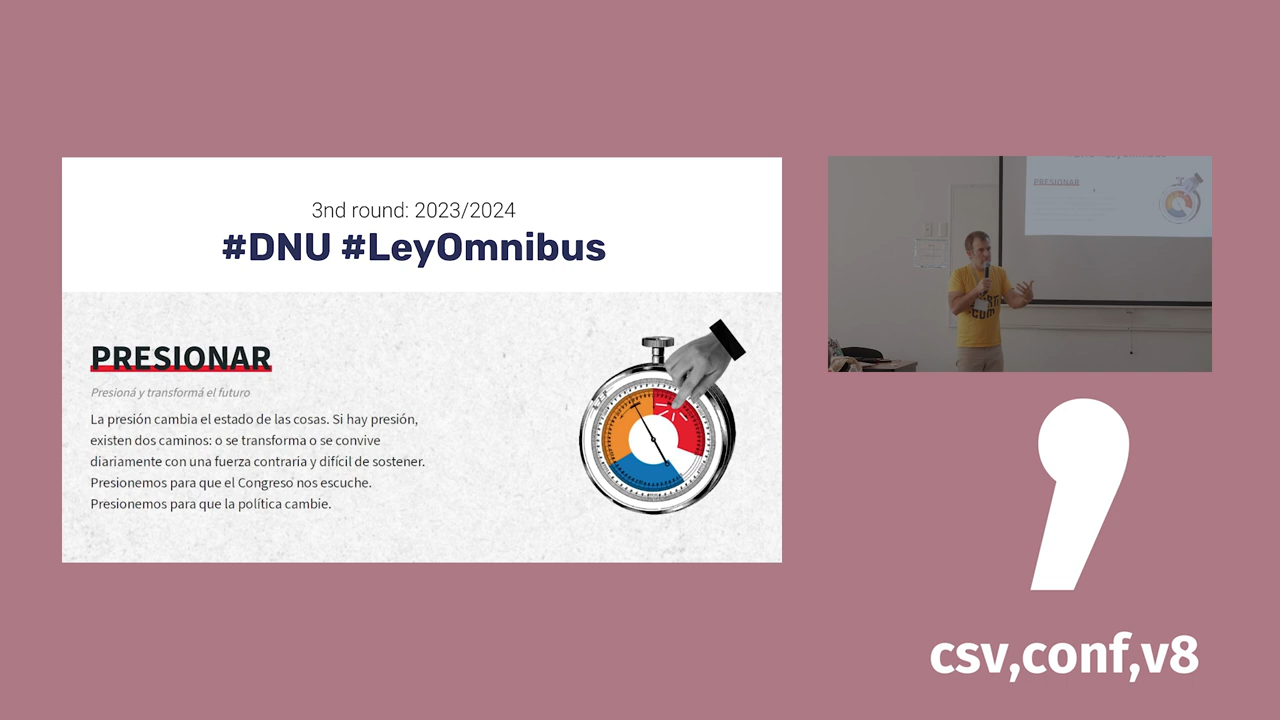 3nd round: 2023/2024
#DNU #LeyOmnibus
PRESIONAR
Presioná y transformá el futuro
La presión cambia el estado de las cosas. Si hay presión,
existen dos caminos: o se transforma o se convive
diariamente con una fuerza contraria y difícil de sostener.
Presionemos para que el Congreso nos escuche.
Presionemos para que la política cambie.
PRESIONAR
csv,conf,v8